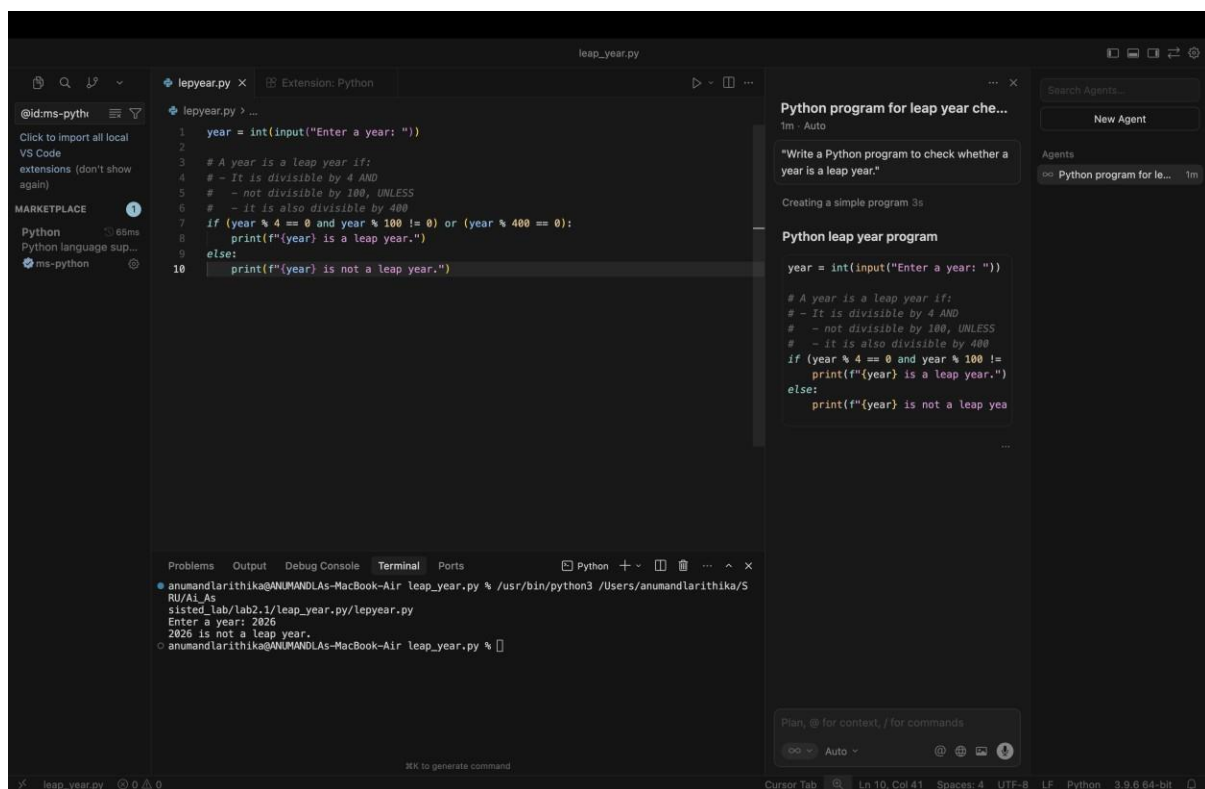 leap_year.py
@id:ms-pyth
Click to import all local
VS Code
extensions (don't show
again)
MARKETPLACE 1
Python 66ms
Python language sup...
ms-python
lepyear.py Extension: Python
lepyear.py > ...
1 year = int(input("Enter a year: "))
2
3 # A year is a leap year if:
4 # - It is divisible by 4 AND
5 #   - not divisible by 100, UNLESS
6 #   - it is also divisible by 400
7 if (year % 4 == 0 and year % 100 != 0) or (year % 400 == 0):
8     print(f"{year} is a leap year.")
9 else:
10     print(f"{year} is not a leap year.")
Problems Output Debug Console Terminal Ports Python
anumandlarithika@ANUMANDLAs-MacBook-Air leap_year.py % /usr/bin/python3 /Users/anumandlarithika/S
RU/Ai_As
sisted_lab/lab2.1/leap_year.py/lepyear.py
Enter a year: 2026
2026 is not a leap year.
anumandlarithika@ANUMANDLAs-MacBook-Air leap_year.py %
⌘K to generate command
Python program for leap year che...
1m · Auto
"Write a Python program to check whether a
year is a leap year."
Creating a simple program 3s
Python leap year program
year = int(input("Enter a year: "))
# A year is a leap year if:
# - It is divisible by 4 AND
#   - not divisible by 100, UNLESS
#   - it is also divisible by 400
if (year % 4 == 0 and year % 100 !=
    print(f"{year} is a leap year.")
else:
    print(f"{year} is not a leap yea
Plan, @ for context, / for commands
Auto
Search Agents...
New Agent
Agents
Python program for le... 1m
leap_year.py 0 0
Cursor Tab Ln 10, Col 41 Spaces: 4 UTF-8 LF Python 3.9.6 64-bit